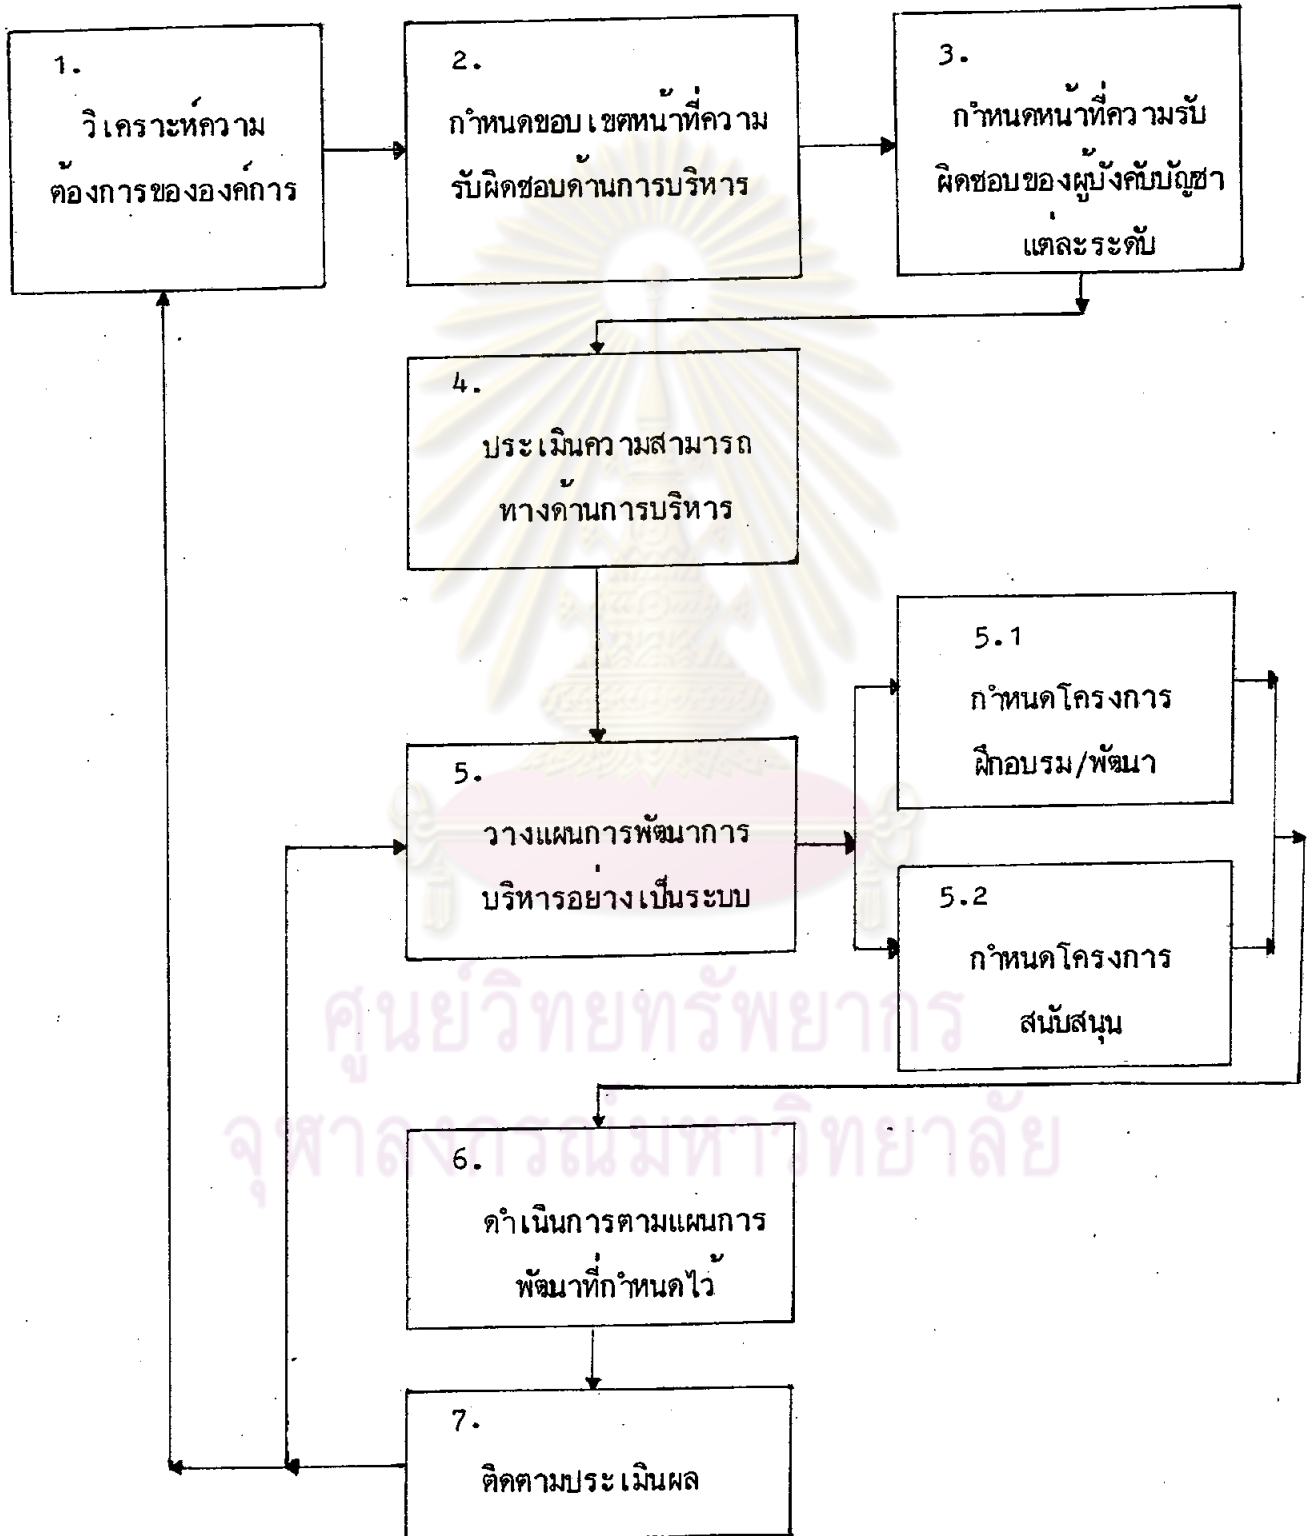 1.
วิเคราะห์ความ
ต้องการขององค์การ
2.
กำหนดขอบเขตหน้าที่ความ
รับผิดชอบด้านการบริหาร
3.
กำหนดหน้าที่ความรับ
ผิดชอบของผู้บังคับบัญชา
แต่ละระดับ
4.
ประเมินความสามารถ
ทางด้านการบริหาร
5.
วางแผนการพัฒนาการ
บริหารอย่างเป็นระบบ
5.1
กำหนดโครงการ
ฝึกอบรม/พัฒนา
5.2
กำหนดโครงการ
สนับสนุน
ศูนย์วิทยทรัพยากร
จุฬาลงกรณ์มหาวิทยาลัย
6.
ดำเนินการตามแผนการ
พัฒนาที่กำหนดไว้
7.
ติดตามประเมินผล